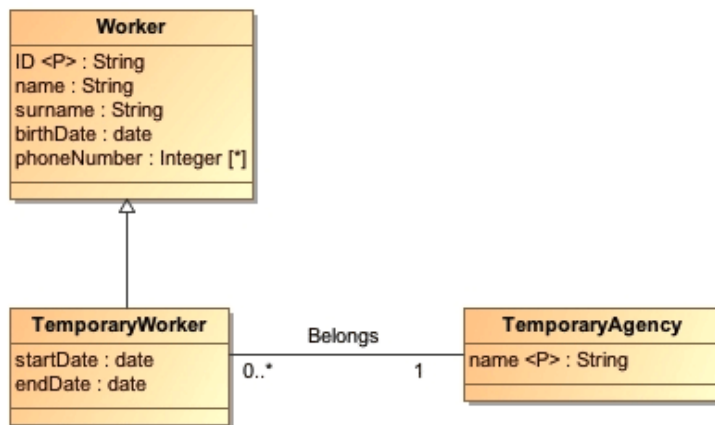 Worker
ID <P> : String
name : String
surname : String
birthDate : date
phoneNumber : Integer [*]
TemporaryWorker
startDate : date
endDate : date
Belongs
0..*
1
TemporaryAgency
name <P> : String